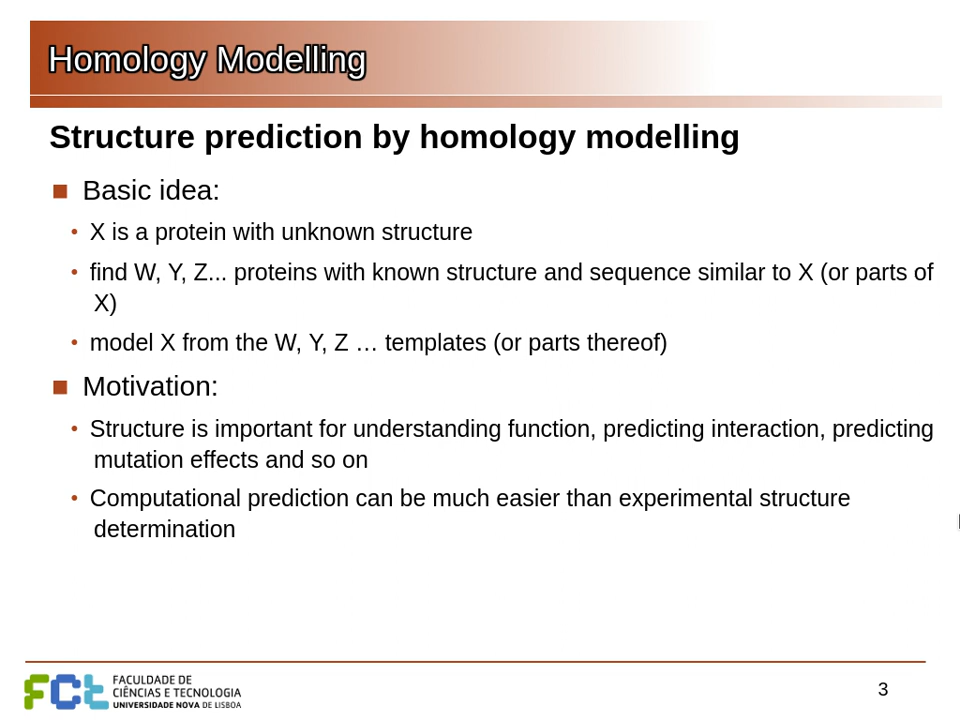 Homology Modelling
Structure prediction by homology modelling
■ Basic idea:
• X is a protein with unknown structure
• find W, Y, Z... proteins with known structure and sequence similar to X (or parts of
X)
• model X from the W, Y, Z … templates (or parts thereof)
■ Motivation:
• Structure is important for understanding function, predicting interaction, predicting
mutation effects and so on
• Computational prediction can be much easier than experimental structure
determination
FCt
FACULDADE DE
CIÊNCIAS E TECNOLOGIA
UNIVERSIDADE NOVA DE LISBOA
3